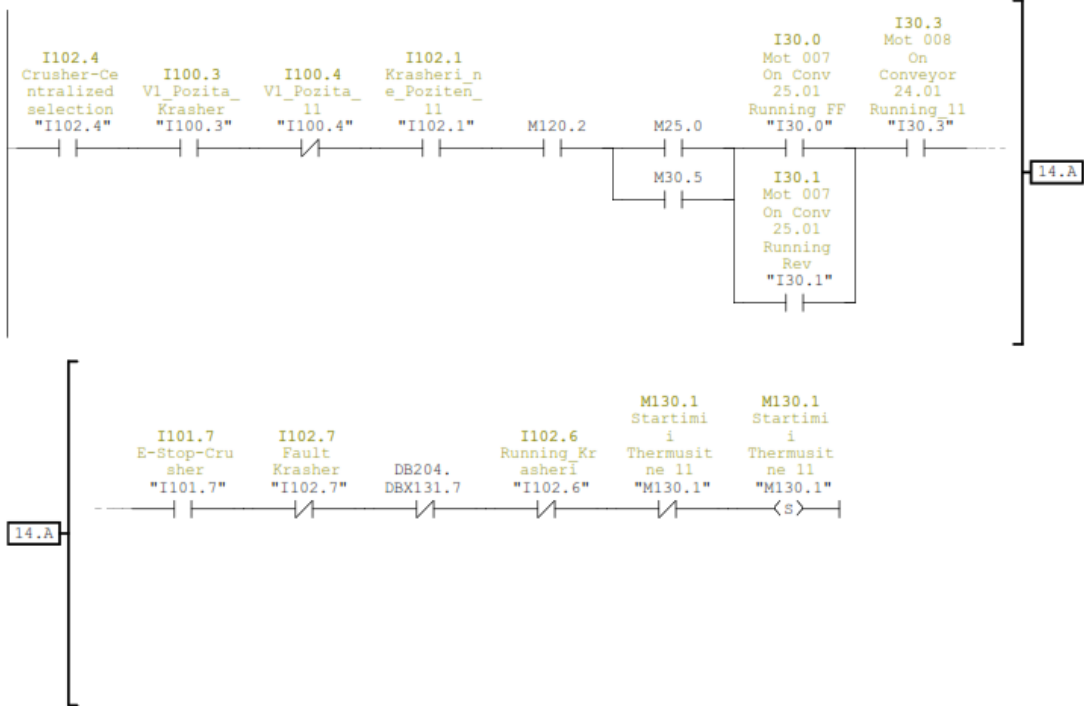 I102.4
Crusher-Ce
ntralized
selection
"I102.4"
I100.3
V1_Pozita_
Krasher
"I100.3"
I100.4
V1_Pozita_
11
"I100.4"
I102.1
Krasheri_n
e_Poziten_
11
"I102.1"
M120.2
M25.0
M30.5
I30.0
Mot 007
On Conv
25.01
Running FF
"I30.0"
I30.1
Mot 007
On Conv
25.01
Running
Rev
"I30.1"
I30.3
Mot 008
On
Conveyor
24.01
Running_11
"I30.3"
14.A
14.A
I101.7
E-Stop-Cru
sher
"I101.7"
I102.7
Fault
Krasher
"I102.7"
DB204.
DBX131.7
I102.6
Running_Kr
asheri
"I102.6"
M130.1
Startimi
i
Thermusit
ne 11
"M130.1"
M130.1
Startimi
i
Thermusit
ne 11
"M130.1"
S